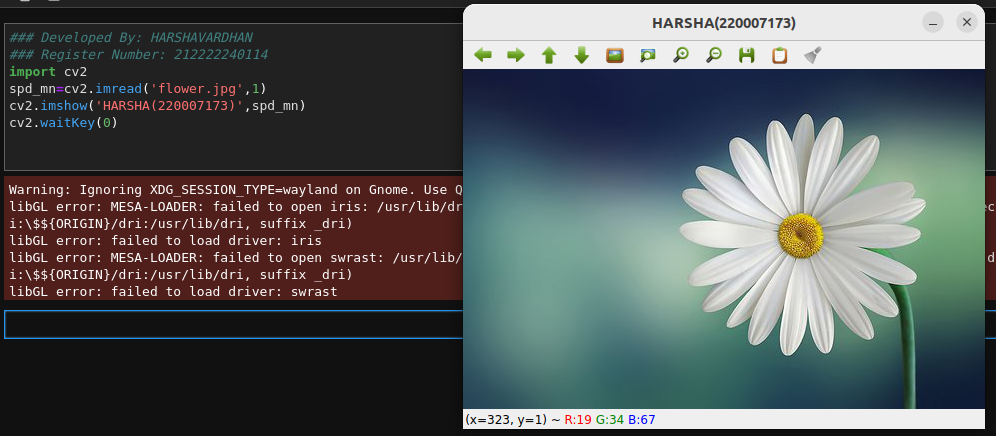 ### Developed By: HARSHAVARDHAN
### Register Number: 212222240114
import cv2
spd_mn=cv2.imread('flower.jpg',1)
cv2.imshow('HARSHA(220007173)',spd_mn)
cv2.waitKey(0)
Warning: Ignoring XDG_SESSION_TYPE=wayland on Gnome. Use Q
libGL error: MESA-LOADER: failed to open iris: /usr/lib/dr
i:\$${ORIGIN}/dri:/usr/lib/dri, suffix _dri)
libGL error: failed to load driver: iris
libGL error: MESA-LOADER: failed to open swrast: /usr/lib/
i:\$${ORIGIN}/dri:/usr/lib/dri, suffix _dri)
libGL error: failed to load driver: swrast
HARSHA(220007173)
(x=323, y=1) ~ R:19 G:34 B:67